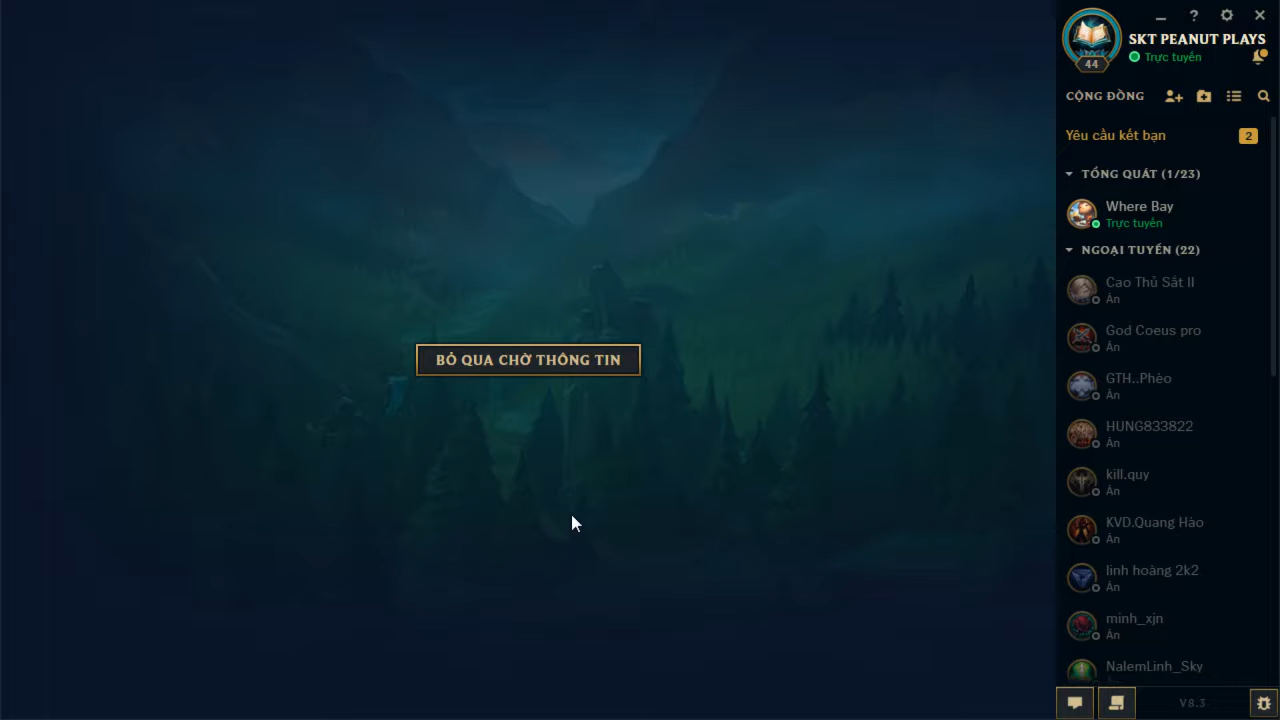 SKT PEANUT PLAYS
44
Trực tuyến
CỘNG ĐỒNG
Yêu cầu kết bạn
2
TỔNG QUÁT (1/23)
Where Bay
Trực tuyến
NGOẠI TUYẾN (22)
Cao Thủ Sắt II
Ẩn
God Coeus pro
Ẩn
GTH..Phèo
Ẩn
BỎ QUA CHỜ THÔNG TIN
HUNG833822
Ẩn
kill.quy
Ẩn
KVD.Quang Hào
Ẩn
linh hoàng 2k2
Ẩn
minh_xjn
Ẩn
NalemLinh_Sky
V8.3